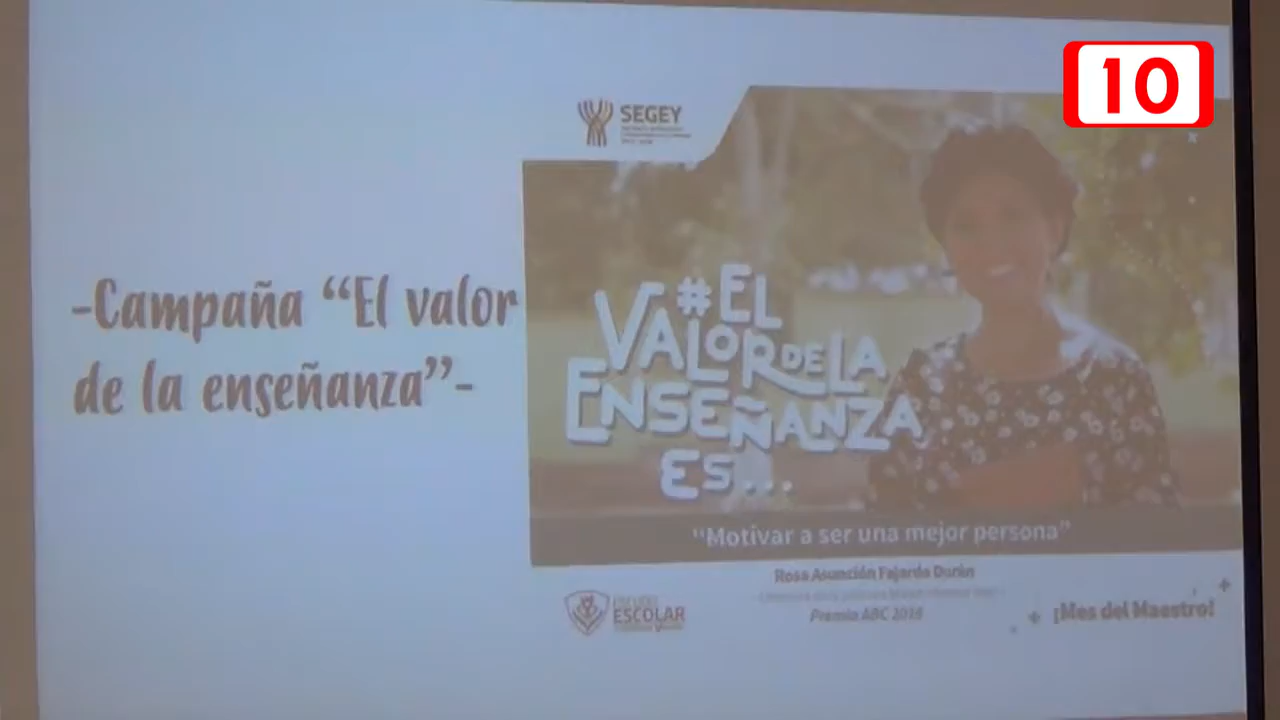 10
SEGEY
-Campaña “El valor
de la enseñanza”-
#EL
VALOR DE LA
ENSEÑANZA
ES...
“Motivar a ser una mejor persona”
Rosa Asunción Fajardo Durán
Premio ABC 2018
ESCOLAR
¡Mes del Maestro!